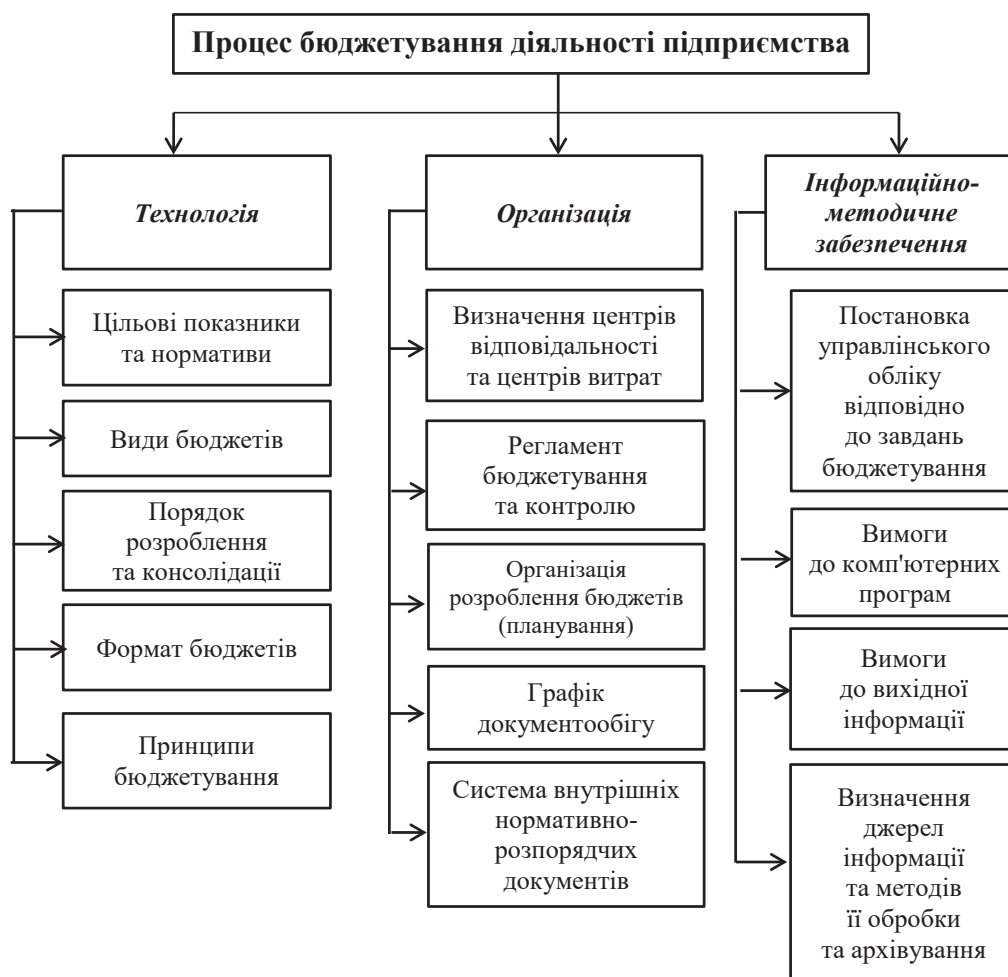 Процес бюджетування діяльності підприємства
Технологія
Цільові показники
та нормативи
Види бюджетів
Порядок
розроблення
та консолідації
Формат бюджетів
Принципи
бюджетування
Організація
Визначення центрів
відповідальності
та центрів витрат
Регламент
бюджетування
та контролю
Організація
розроблення бюджетів
(планування)
Графік
документообігу
Система внутрішніх
нормативно-
розпорядчих
документів
Інформаційно-
методичне
забезпечення
Постановка
управлінського
обліку
відповідно
до завдань
бюджетування
Вимоги
до комп'ютерних
програм
Вимоги
до вихідної
інформації
Визначення
джерел
інформації
та методів
її обробки
та архівування